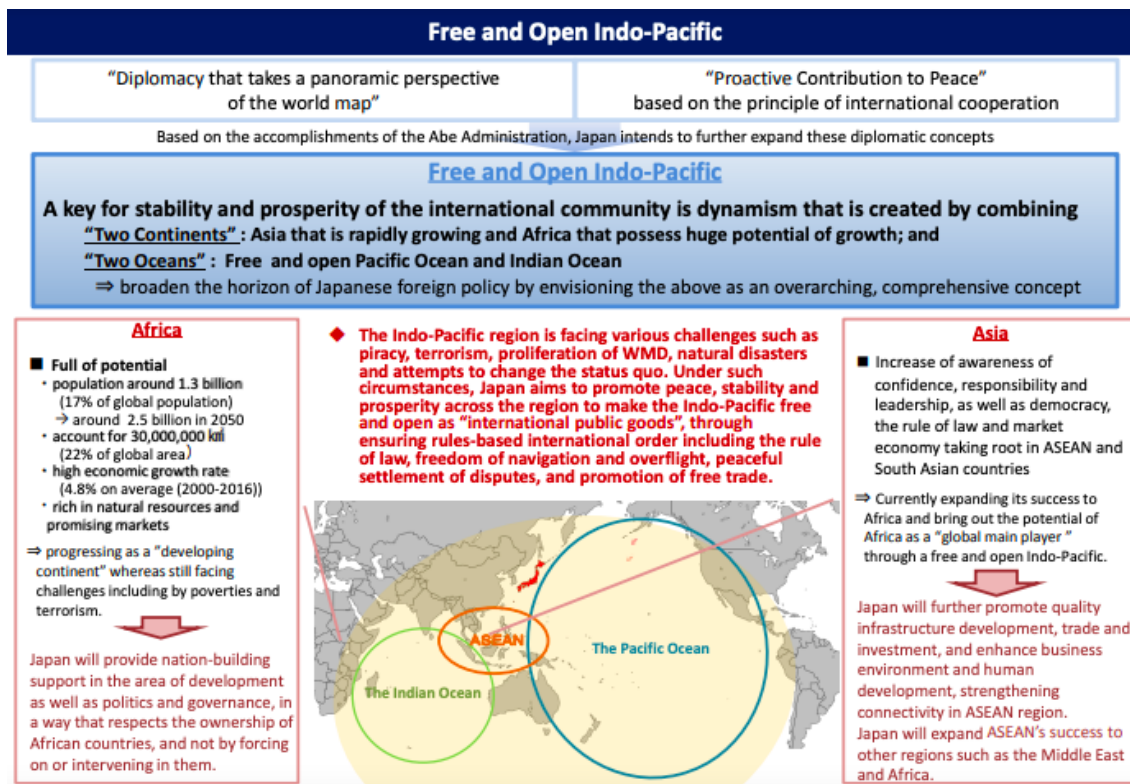 Free and Open Indo-Pacific
“Diplomacy that takes a panoramic perspective
of the world map”
“Proactive Contribution to Peace”
based on the principle of international cooperation
Based on the accomplishments of the Abe Administration, Japan intends to further expand these diplomatic concepts
Free and Open Indo-Pacific
A key for stability and prosperity of the international community is dynamism that is created by combining
“Two Continents” : Asia that is rapidly growing and Africa that possess huge potential of growth; and
“Two Oceans” : Free and open Pacific Ocean and Indian Ocean
⇒ broaden the horizon of Japanese foreign policy by envisioning the above as an overarching, comprehensive concept
Africa
■ Full of potential
・population around 1.3 billion
(17% of global population)
→ around 2.5 billion in 2050
・account for 30,000,000 ㎢
(22% of global area)
・high economic growth rate
(4.8% on average (2000-2016))
・rich in natural resources and
promising markets
⇒ progressing as a “developing
continent” whereas still facing
challenges including by poverties and
terrorism.
Japan will provide nation-building
support in the area of development
as well as politics and governance, in
a way that respects the ownership of
African countries, and not by forcing
on or intervening in them.
◆ The Indo-Pacific region is facing various challenges such as
piracy, terrorism, proliferation of WMD, natural disasters
and attempts to change the status quo. Under such
circumstances, Japan aims to promote peace, stability and
prosperity across the region to make the Indo-Pacific free
and open as “international public goods”, through
ensuring rules-based international order including the rule
of law, freedom of navigation and overflight, peaceful
settlement of disputes, and promotion of free trade.
ASEAN
The Pacific Ocean
The Indian Ocean
Asia
■ Increase of awareness of
confidence, responsibility and
leadership, as well as democracy,
the rule of law and market
economy taking root in ASEAN and
South Asian countries
⇒ Currently expanding its success to
Africa and bring out the potential of
Africa as a “global main player ”
through a free and open Indo-Pacific.
Japan will further promote quality
infrastructure development, trade and
investment, and enhance business
environment and human
development, strengthening
connectivity in ASEAN region.
Japan will expand ASEAN’s success to
other regions such as the Middle East
and Africa.